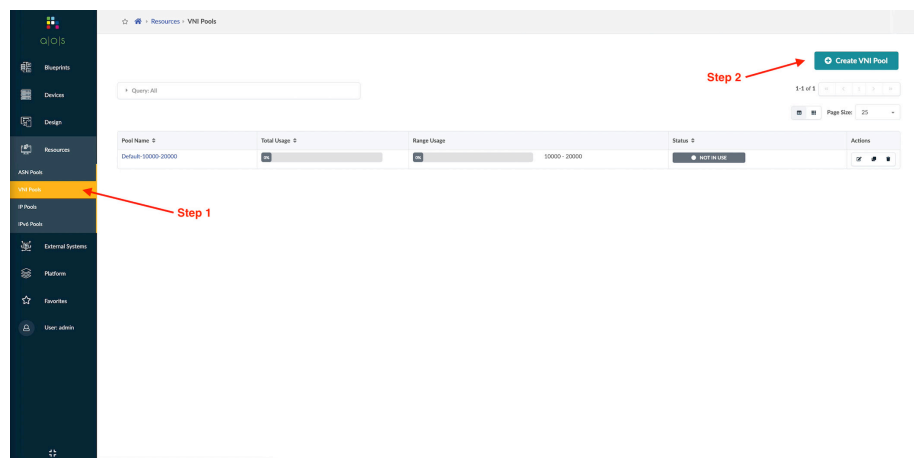 a|o|s
Resources › VNI Pools
Blueprints
Devices
Design
Resources
ASN Pools
VNI Pools
IP Pools
IPv6 Pools
External Systems
Platform
Favorites
User: admin
Create VNI Pool
Step 2
Query: All
1-1 of 1
Page Size: 25
Pool Name Total Usage Range Usage Status Actions
Default-10000-20000 0% 0% 10000 - 20000 NOT IN USE
Step 1